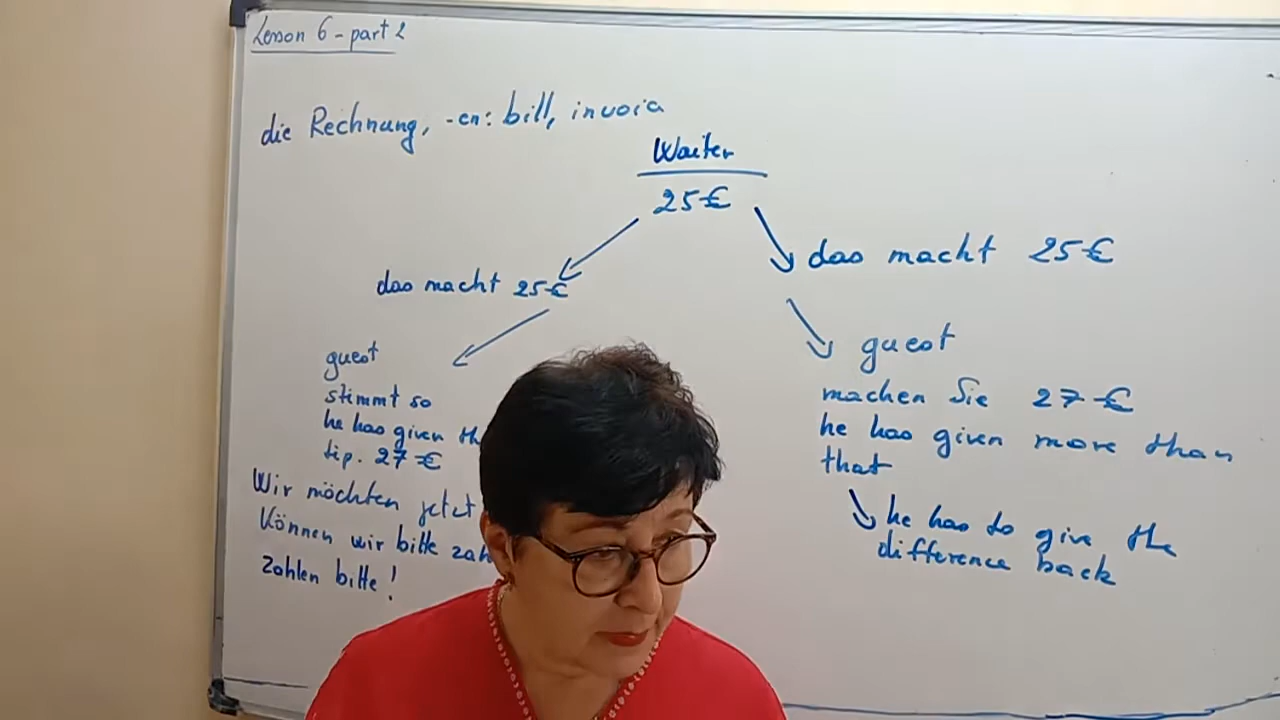 Lesson 6 - part 2
die Rechnung, -en: bill, invoice
Waiter
25€
das macht 25€
guest
stimmt so
he has given th
tip. 27€
Wir möchten jetzt
Können wir bitte zah
Zahlen bitte!
das macht 25€
guest
machen Sie 27€
he has given more than
that
he has to give the
difference back